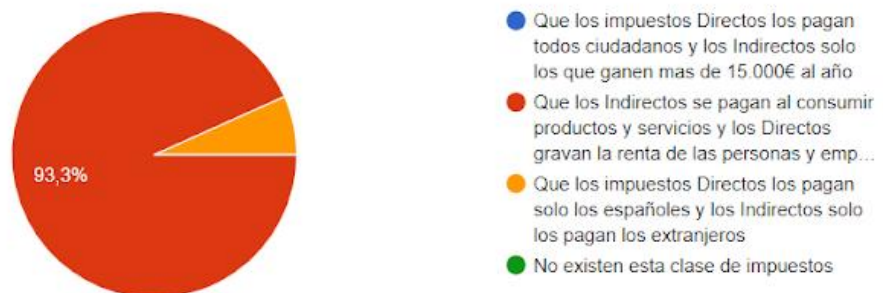 93,3%
Que los impuestos Directos los pagan
todos ciudadanos y los Indirectos solo
los que ganen mas de 15.000€ al año
Que los Indirectos se pagan al consumir
productos y servicios y los Directos
gravan la renta de las personas y emp...
Que los impuestos Directos los pagan
solo los españoles y los Indirectos solo
los pagan los extranjeros
No existen esta clase de impuestos